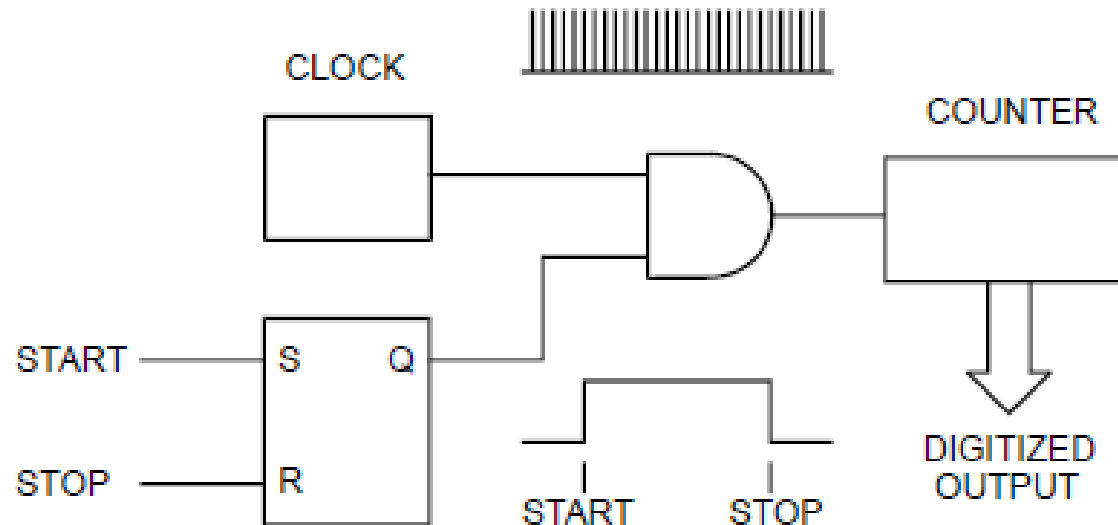 CLOCK
COUNTER
START
S
Q
STOP
R
START
STOP
DIGITIZED
OUTPUT